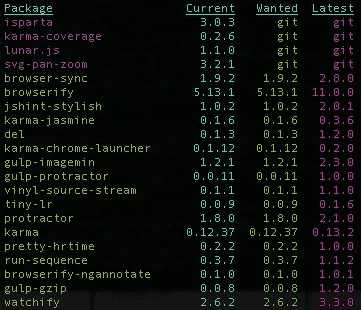 Package Current Wanted Latest
isparta 3.0.3 git git
karma-coverage 0.2.6 git git
lunar.js 1.1.0 git git
svg-pan-zoom 3.2.1 git git
browser-sync 1.9.2 1.9.2 2.8.0
browserify 5.13.1 5.13.1 11.0.0
jshint-stylish 1.0.2 1.0.2 2.0.1
karma-jasmine 0.1.6 0.1.6 0.3.6
del 0.1.3 0.1.3 1.2.0
karma-chrome-launcher 0.1.12 0.1.12 0.2.0
gulp-imagemin 1.2.1 1.2.1 2.3.0
gulp-protractor 0.0.11 0.0.11 1.0.0
vinyl-source-stream 0.1.1 0.1.1 1.1.0
tiny-lr 0.0.9 0.0.9 0.1.6
protractor 1.8.0 1.8.0 2.1.0
karma 0.12.37 0.12.37 0.13.2
pretty-hrtime 0.2.2 0.2.2 1.0.0
run-sequence 0.3.7 0.3.7 1.1.2
browserify-ngannotate 0.1.0 0.1.0 1.0.1
gulp-gzip 0.0.8 0.0.8 1.2.0
watchify 2.6.2 2.6.2 3.3.0